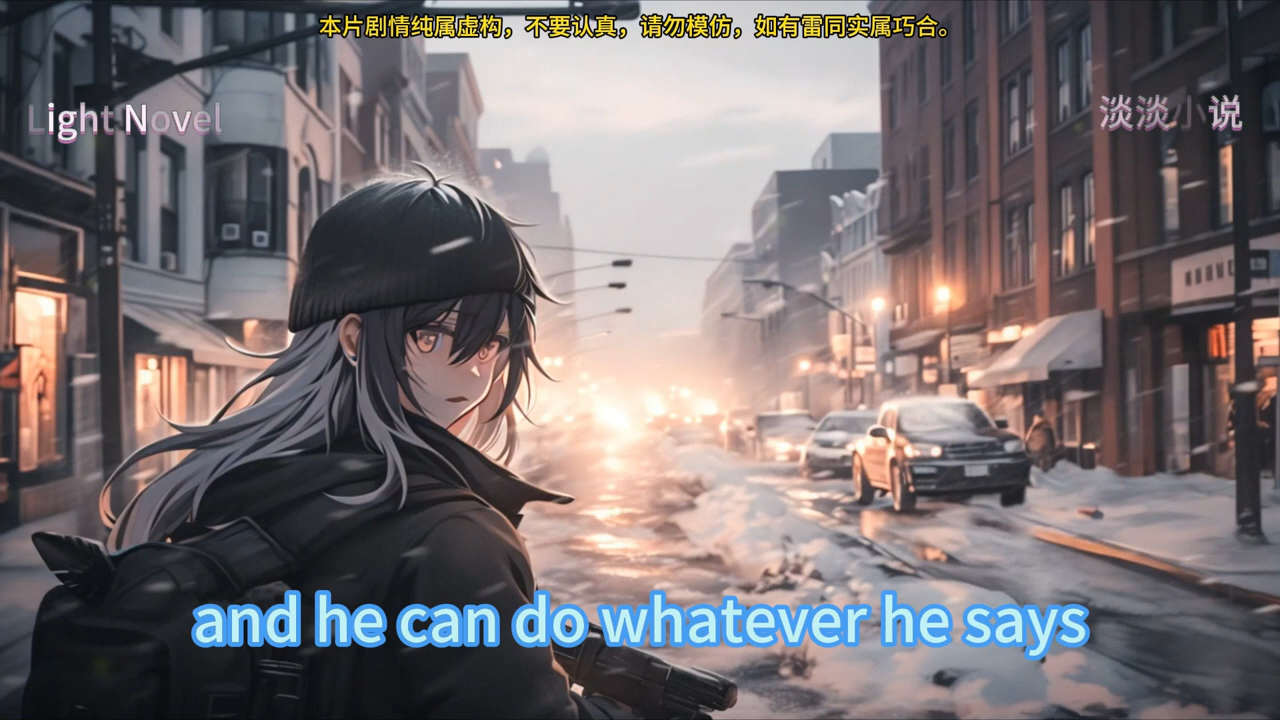 本片剧情纯属虚构，不要认真，请勿模仿，如有雷同实属巧合。
Light Novel
淡淡小说
and he can do whatever he says